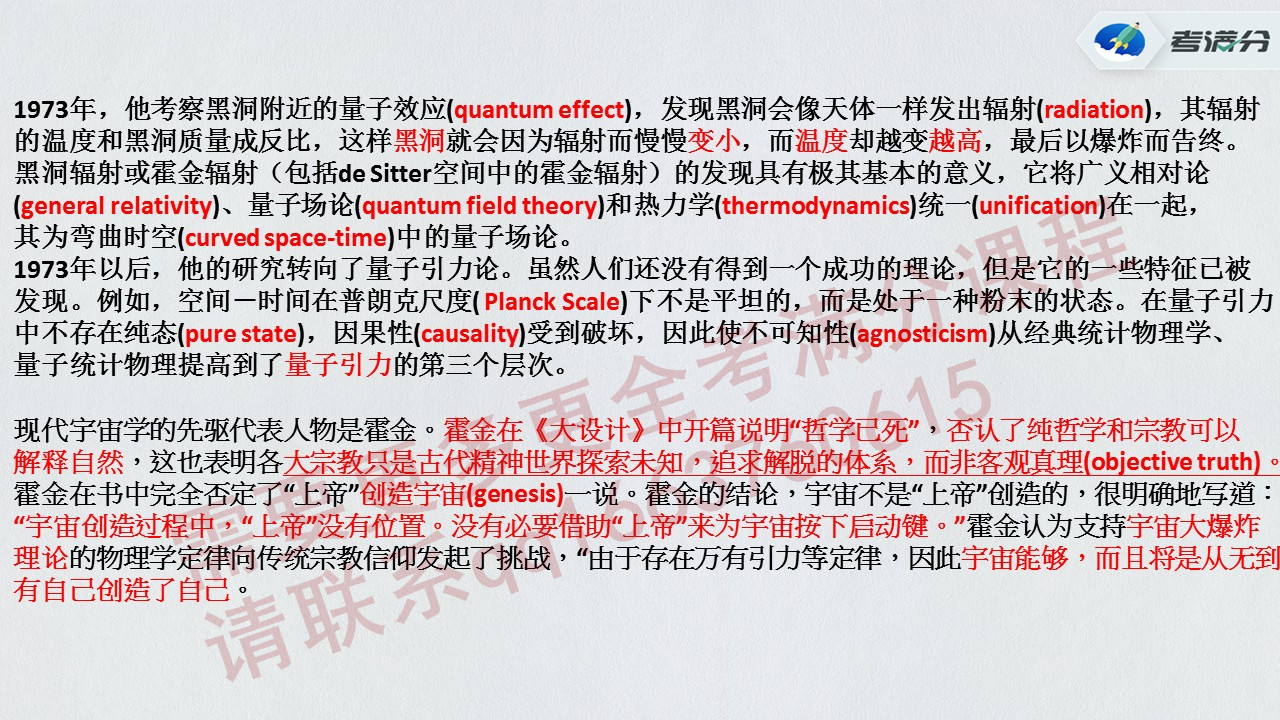 考满分
1973年，他考察黑洞附近的量子效应(quantum effect)，发现黑洞会像天体一样发出辐射(radiation)，其辐射
的温度和黑洞质量成反比，这样黑洞就会因为辐射而慢慢变小，而温度却越变越高，最后以爆炸而告终。
黑洞辐射或霍金辐射（包括de Sitter空间中的霍金辐射）的发现具有极其基本的意义，它将广义相对论
(general relativity)、量子场论(quantum field theory)和热力学(thermodynamics)统一(unification)在一起，
其为弯曲时空(curved space-time)中的量子场论。
1973年以后，他的研究转向了量子引力论。虽然人们还没有得到一个成功的理论，但是它的一些特征已被
发现。例如，空间－时间在普朗克尺度( Planck Scale)下不是平坦的，而是处于一种粉末的状态。在量子引力
中不存在纯态(pure state)，因果性(causality)受到破坏，因此使不可知性(agnosticism)从经典统计物理学、
量子统计物理提高到了量子引力的第三个层次。
现代宇宙学的先驱代表人物是霍金。霍金在《大设计》中开篇说明“哲学已死”，否认了纯哲学和宗教可以
解释自然，这也表明各大宗教只是古代精神世界探索未知，追求解脱的体系，而非客观真理(objective truth) 。
霍金在书中完全否定了“上帝”创造宇宙(genesis)一说。霍金的结论，宇宙不是“上帝”创造的，很明确地写道：
“宇宙创造过程中，“上帝”没有位置。没有必要借助“上帝”来为宇宙按下启动键。”霍金认为支持宇宙大爆炸
理论的物理学定律向传统宗教信仰发起了挑战，“由于存在万有引力等定律，因此宇宙能够，而且将是从无到
有自己创造了自己。
需要更多更全考满分课程
请联系qq1663760615